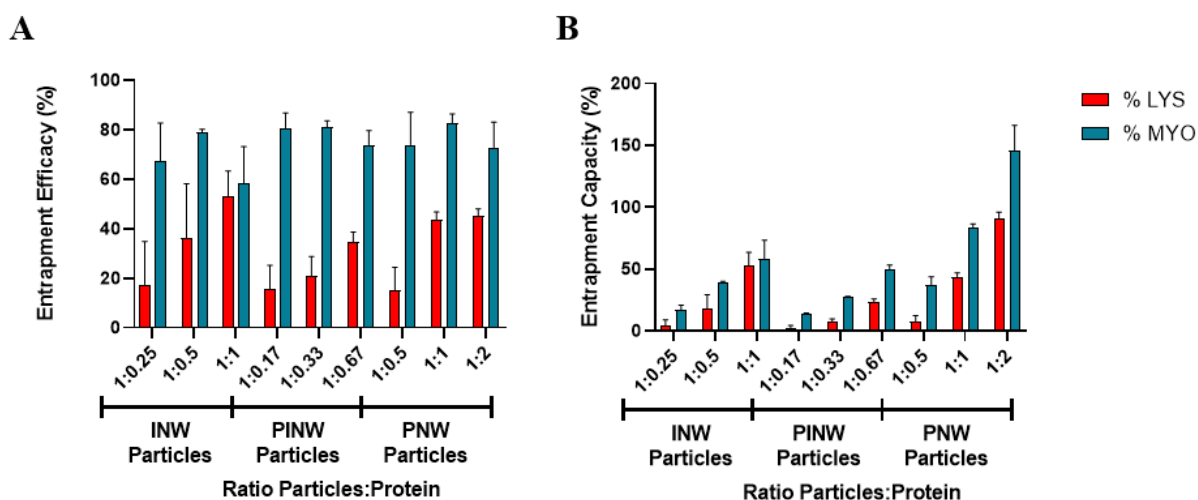 A
Entrapment Efficacy (%)
100
80
60
40
20
0
1:0.25
1:0.5
1:1
1:0.17
1:0.33
1:0.67
1:0.5
1:1
1:2
INW
Particles
PINW
Particles
PNW
Particles
Ratio Particles:Protein
B
Entrapment Capacity (%)
200
150
100
50
0
1:0.25
1:0.5
1:1
1:0.17
1:0.33
1:0.67
1:0.5
1:1
1:2
INW
Particles
PINW
Particles
PNW
Particles
Ratio Particles:Protein
% LYS
% MYO